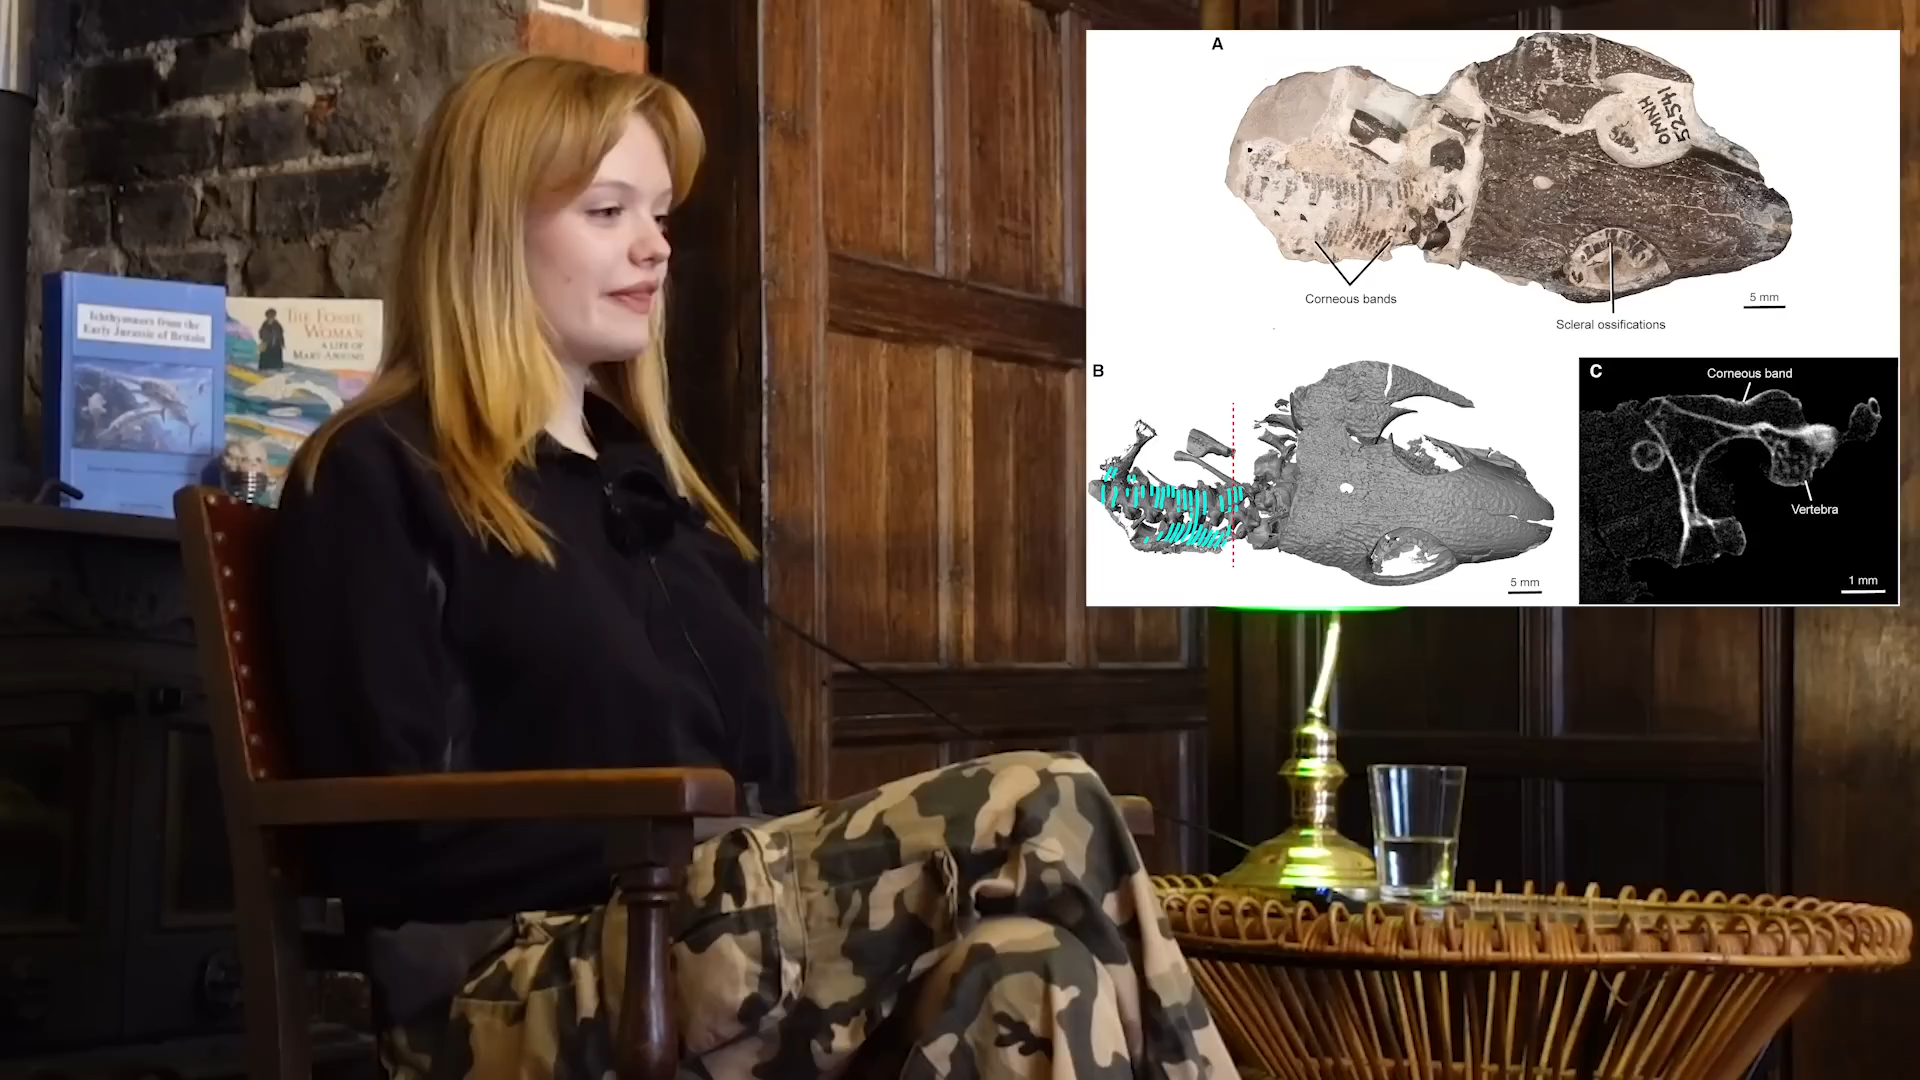 Ichthyosaurs from the
Early Jurassic of Britain
THE FOSSIL
WOMAN
A LIFE OF
MARY ANNING
A
OMNH
52541
Corneous bands
Scleral ossifications
5 mm
B
5 mm
C
Corneous band
Vertebra
1 mm